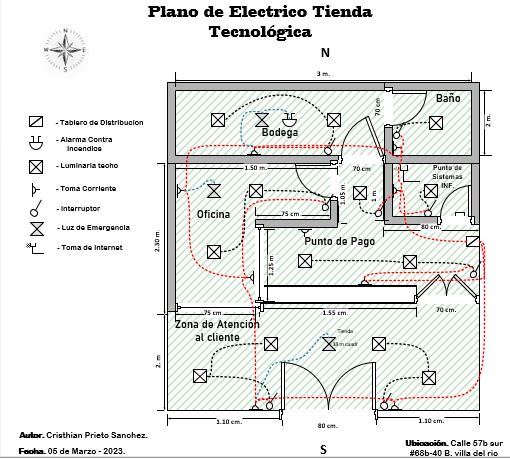 Plano de Electrico Tienda
Tecnológica
N
N
W
E
S
3 m.
- Tablero de Distribucion
- Alarma Contra
Incendios
- Luminaria techo
- Toma Corriente
- Interruptor
- Luz de Emergencia
- Toma de Internet
Bodega
70 cm
Baño
2 m.
1.50 m.
70 cm
Oficina
1.05 m.
1 m.
Punto de
Sistemas
INF.
75 cm
80 cm.
2.30 m.
Punto de Pago
1.25 m.
75 cm
1.55 cm.
70 cm.
Zona de Atención
al cliente
Tienda
2. m.
1.10 cm.
80 cm.
1.10 cm.
Autor. Cristhian Prieto Sanchez.
Fecha. 05 de Marzo - 2023.
S
Ubicación. Calle 57b sur
#68b-40 B. villa del rio